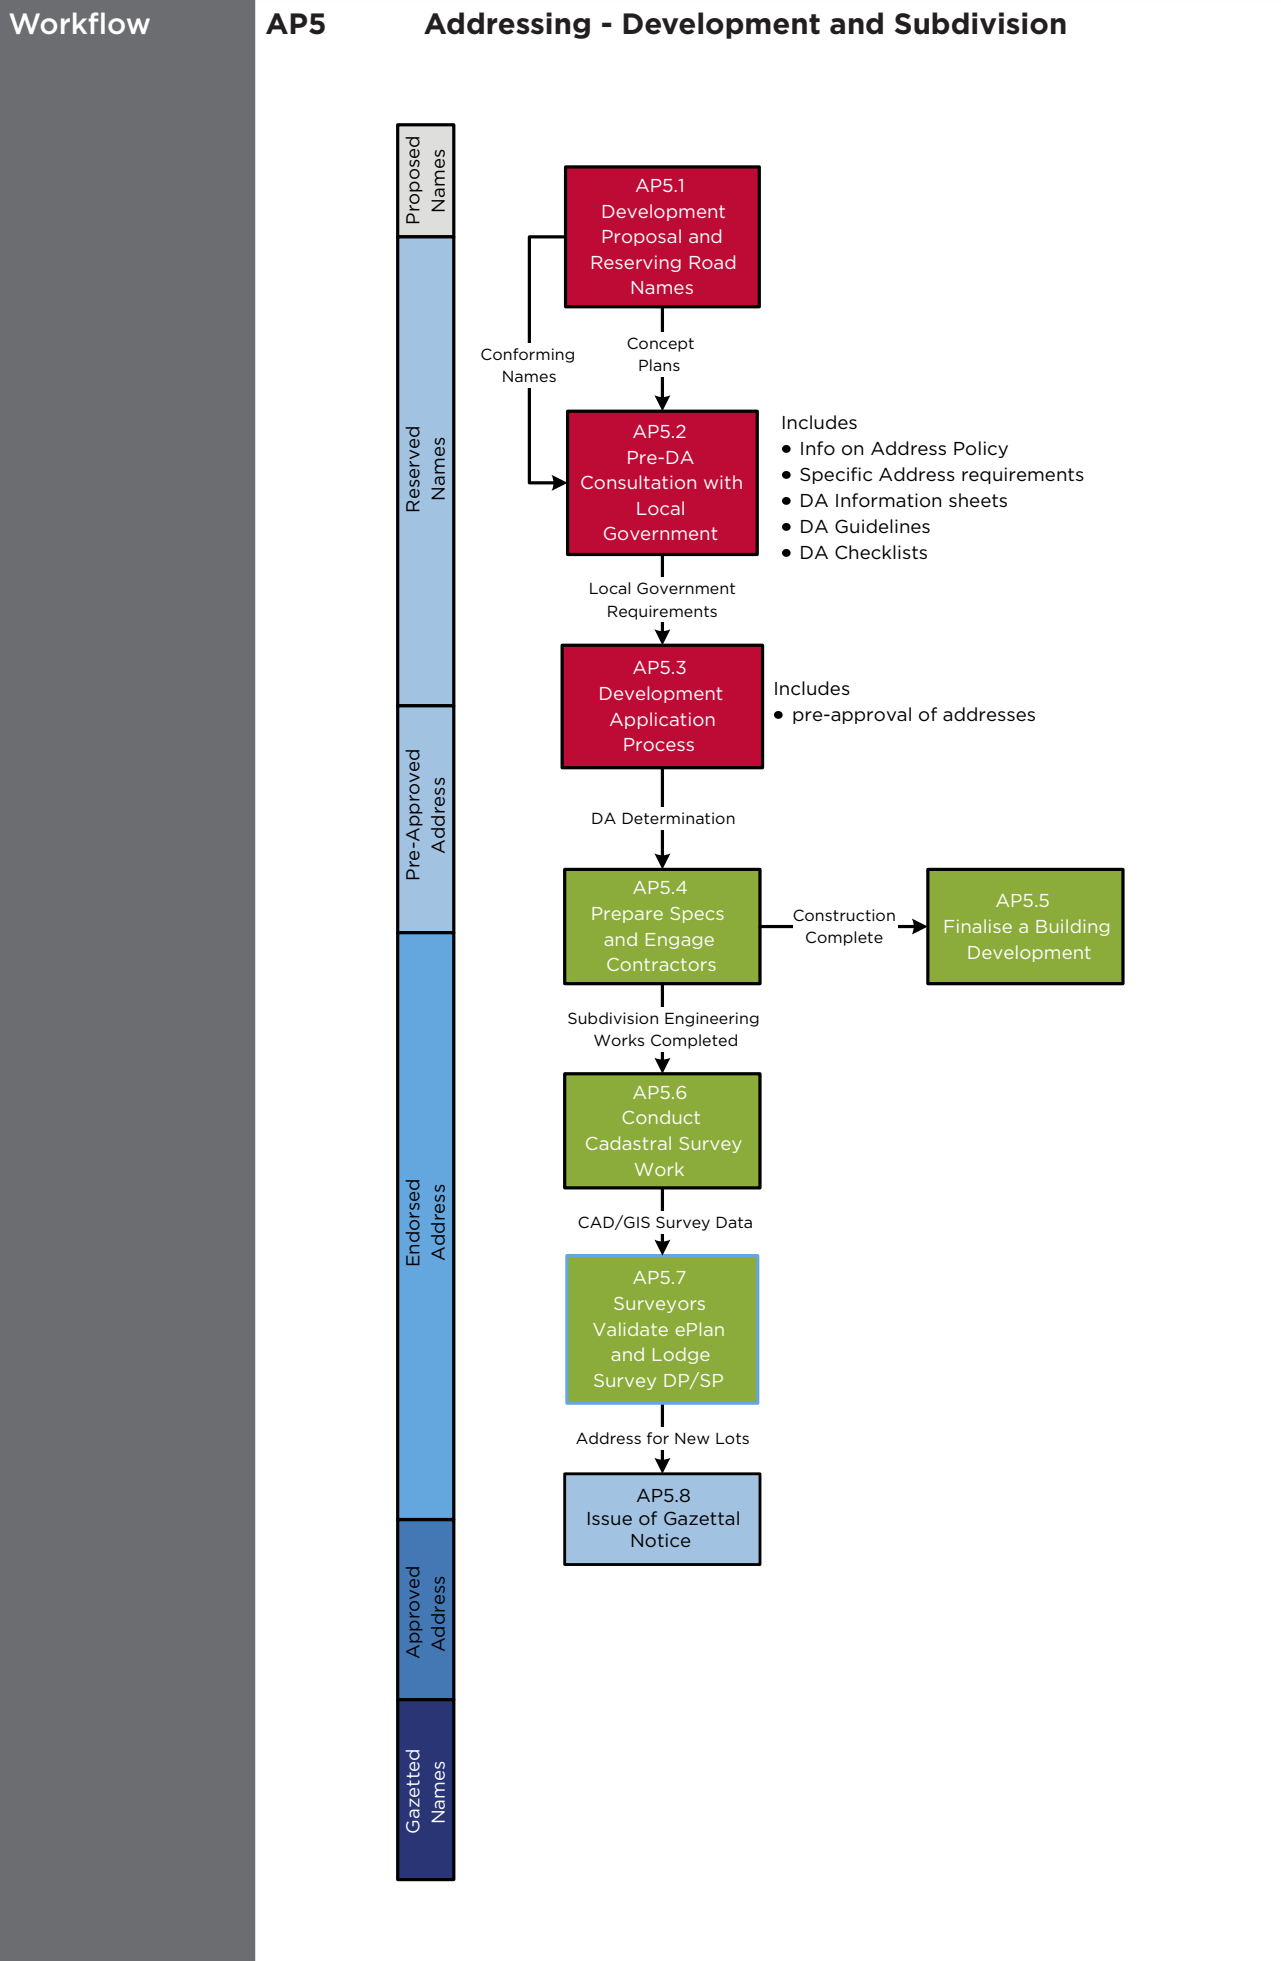 Workflow
AP5 Addressing - Development and Subdivision
Proposed
Names
AP5.1
Development
Proposal and
Reserving Road
Names
Conforming
Names
Concept
Plans
Reserved
Names
AP5.2
Pre-DA
Consultation with
Local
Government
Includes
• Info on Address Policy
• Specific Address requirements
• DA Information sheets
• DA Guidelines
• DA Checklists
Local Government
Requirements
AP5.3
Development
Application
Process
Includes
• pre-approval of addresses
Pre-Approved
Address
DA Determination
AP5.4
Prepare Specs
and Engage
Contractors
Construction
Complete
AP5.5
Finalise a Building
Development
Subdivision Engineering
Works Completed
AP5.6
Conduct
Cadastral Survey
Work
Endorsed
Address
CAD/GIS Survey Data
AP5.7
Surveyors
Validate ePlan
and Lodge
Survey DP/SP
Address for New Lots
AP5.8
Issue of Gazettal
Notice
Approved
Address
Gazetted
Names